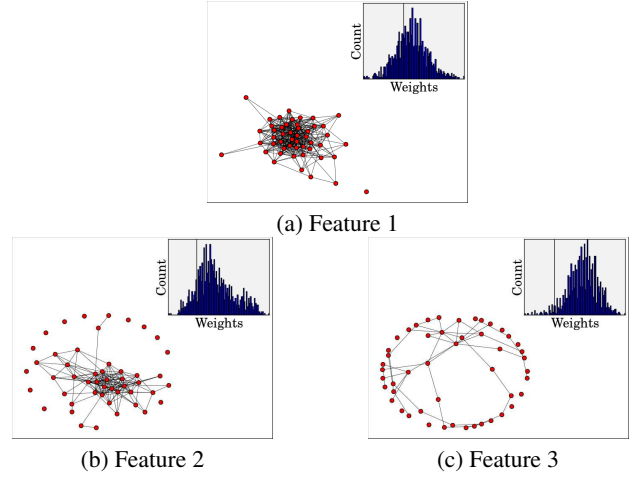 Count
Weights
(a) Feature 1
Count
Weights
(b) Feature 2
Count
Weights
(c) Feature 3